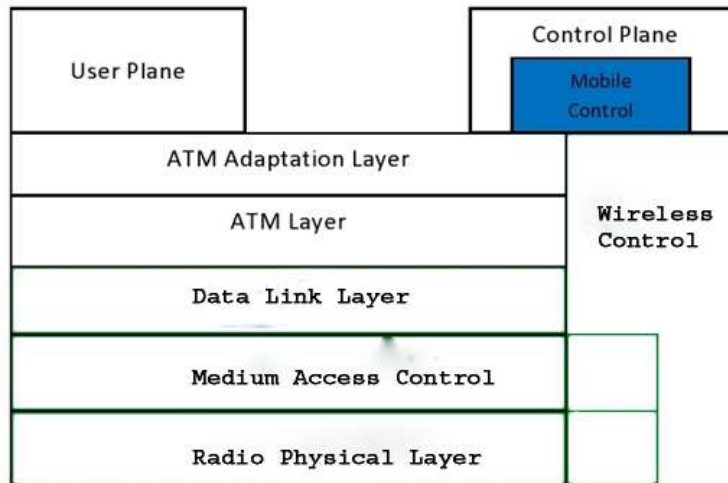 User Plane
Control Plane
Mobile
Control
ATM Adaptation Layer
ATM Layer
Wireless
Control
Data Link Layer
Medium Access Control
Radio Physical Layer